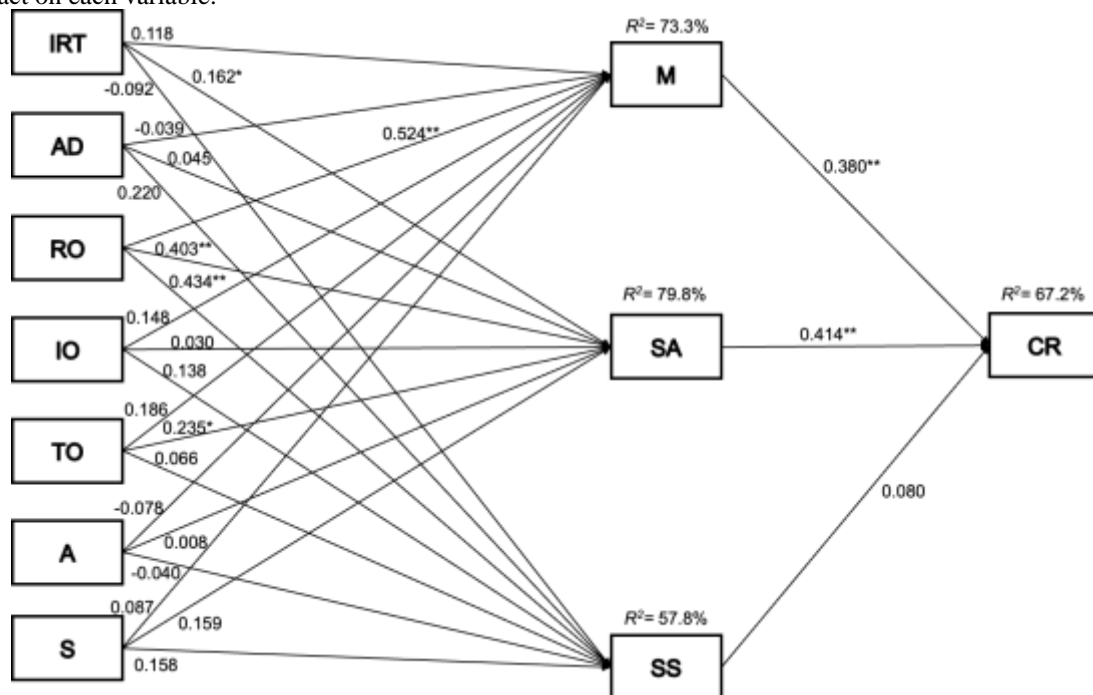 act on each variable.
IRT
0.118
R²= 73.3%
M
0.162*
-0.092
AD
-0.039
0.524**
0.045
0.380**
0.220
RO
0.403**
0.434**
R²= 79.8%
R²= 67.2%
0.148
IO
0.030
SA
0.414**
CR
0.138
0.186
TO
0.235*
0.066
0.080
-0.078
A
0.008
-0.040
0.087
R²= 57.8%
S
0.159
0.158
SS